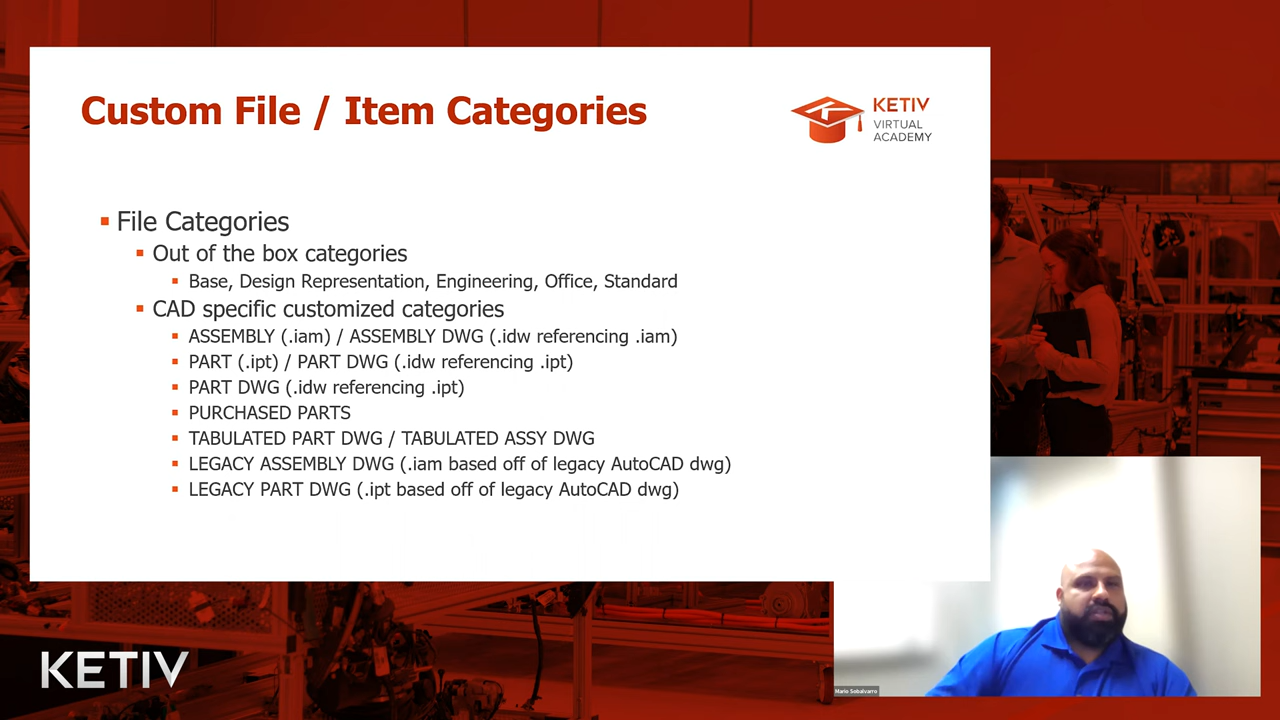 Custom File / Item Categories
KETIV
VIRTUAL
ACADEMY
▪ File Categories
▪ Out of the box categories
▪ Base, Design Representation, Engineering, Office, Standard
▪ CAD specific customized categories
▪ ASSEMBLY (.iam) / ASSEMBLY DWG (.idw referencing .iam)
▪ PART (.ipt) / PART DWG (.idw referencing .ipt)
▪ PART DWG (.idw referencing .ipt)
▪ PURCHASED PARTS
▪ TABULATED PART DWG / TABULATED ASSY DWG
▪ LEGACY ASSEMBLY DWG (.iam based off of legacy AutoCAD dwg)
▪ LEGACY PART DWG (.ipt based off of legacy AutoCAD dwg)
KETIV
Mario Sobalvarro